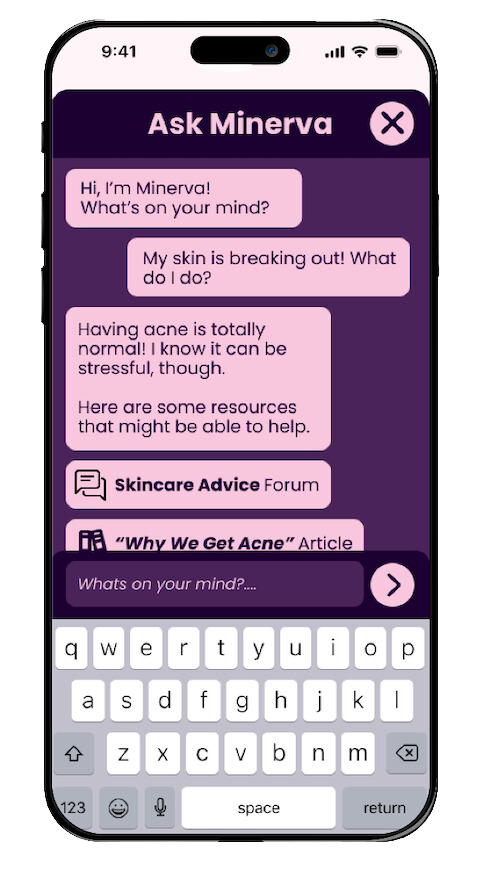 9:41
Ask Minerva
Hi, I'm Minerva!
What's on your mind?
My skin is breaking out! What
do I do?
Having acne is totally
normal! I know it can be
stressful, though.
Here are some resources
that might be able to help.
Skincare Advice Forum
“Why We Get Acne” Article
Whats on your mind?....
q w e r t y u i o p
a s d f g h j k l
z x c v b n m
123 space return